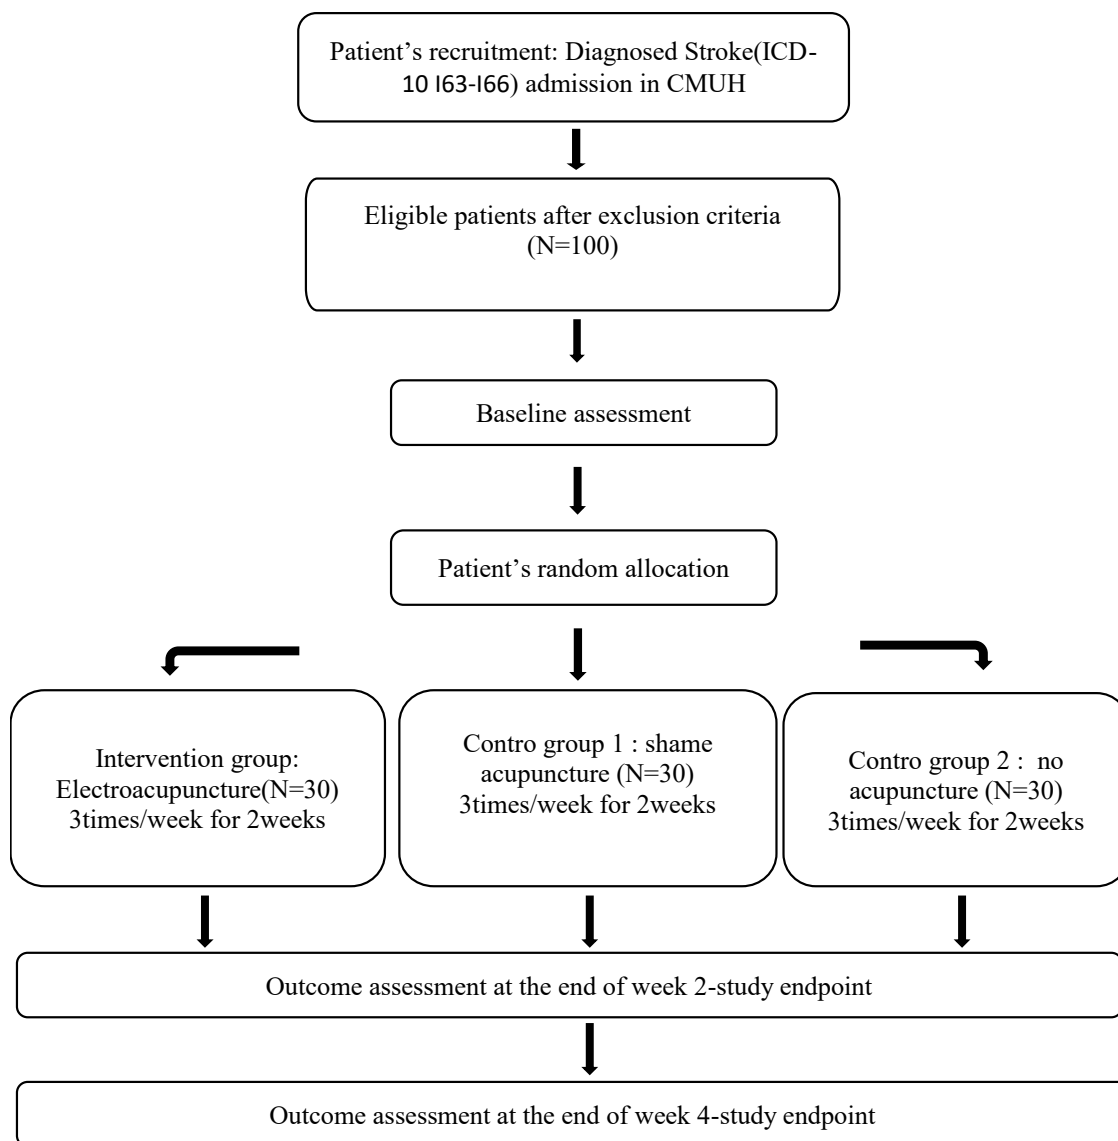 Patient’s recruitment: Diagnosed Stroke(ICD-
10 I63-I66) admission in CMUH
Eligible patients after exclusion criteria
(N=100)
Baseline assessment
Patient’s random allocation
Intervention group:
Electroacupuncture(N=30)
3times/week for 2weeks
Contro group 1 : shame
acupuncture (N=30)
3times/week for 2weeks
Contro group 2 :  no
acupuncture (N=30)
3times/week for 2weeks
Outcome assessment at the end of week 2-study endpoint
Outcome assessment at the end of week 4-study endpoint